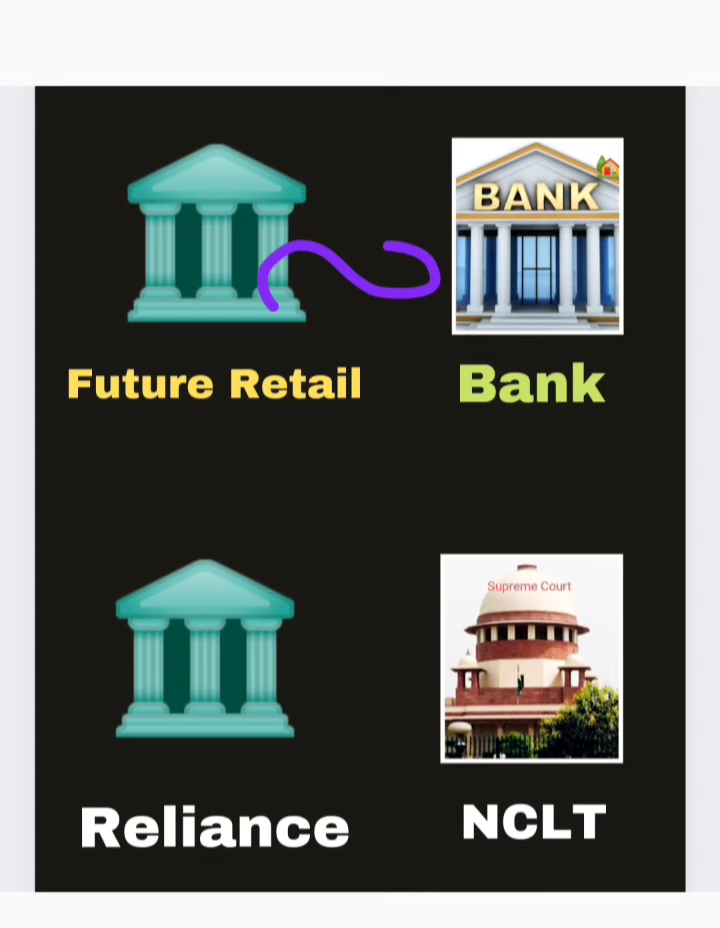 BANK
Future Retail
Bank
Supreme Court
Reliance
NCLT